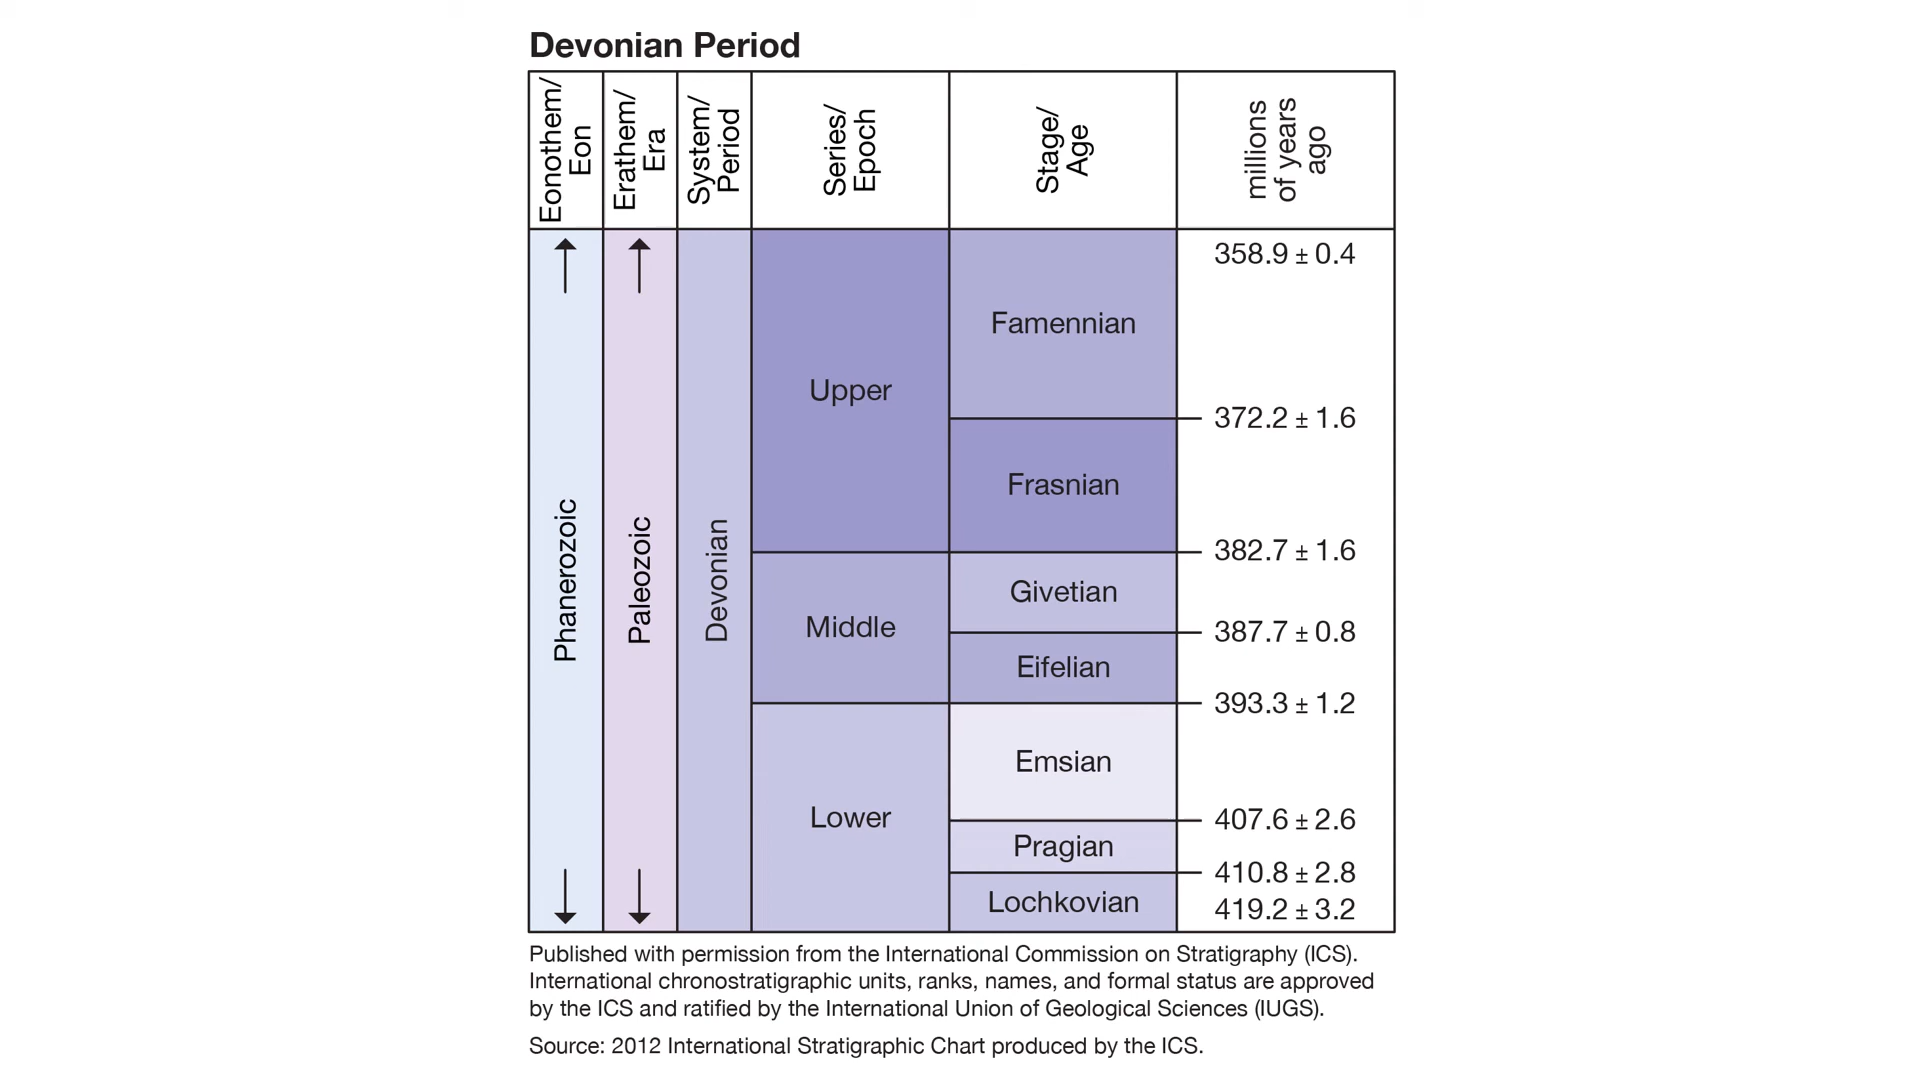 Devonian Period
Eonothem/
Eon
Erathem/
Era
System/
Period
Series/
Epoch
Stage/
Age
millions
of years
ago
Phanerozoic
Paleozoic
Devonian
Upper
Middle
Lower
Famennian
Frasnian
Givetian
Eifelian
Emsian
Pragian
Lochkovian
358.9 ± 0.4
372.2 ± 1.6
382.7 ± 1.6
387.7 ± 0.8
393.3 ± 1.2
407.6 ± 2.6
410.8 ± 2.8
419.2 ± 3.2
Published with permission from the International Commission on Stratigraphy (ICS).
International chronostratigraphic units, ranks, names, and formal status are approved
by the ICS and ratified by the International Union of Geological Sciences (IUGS).
Source: 2012 International Stratigraphic Chart produced by the ICS.